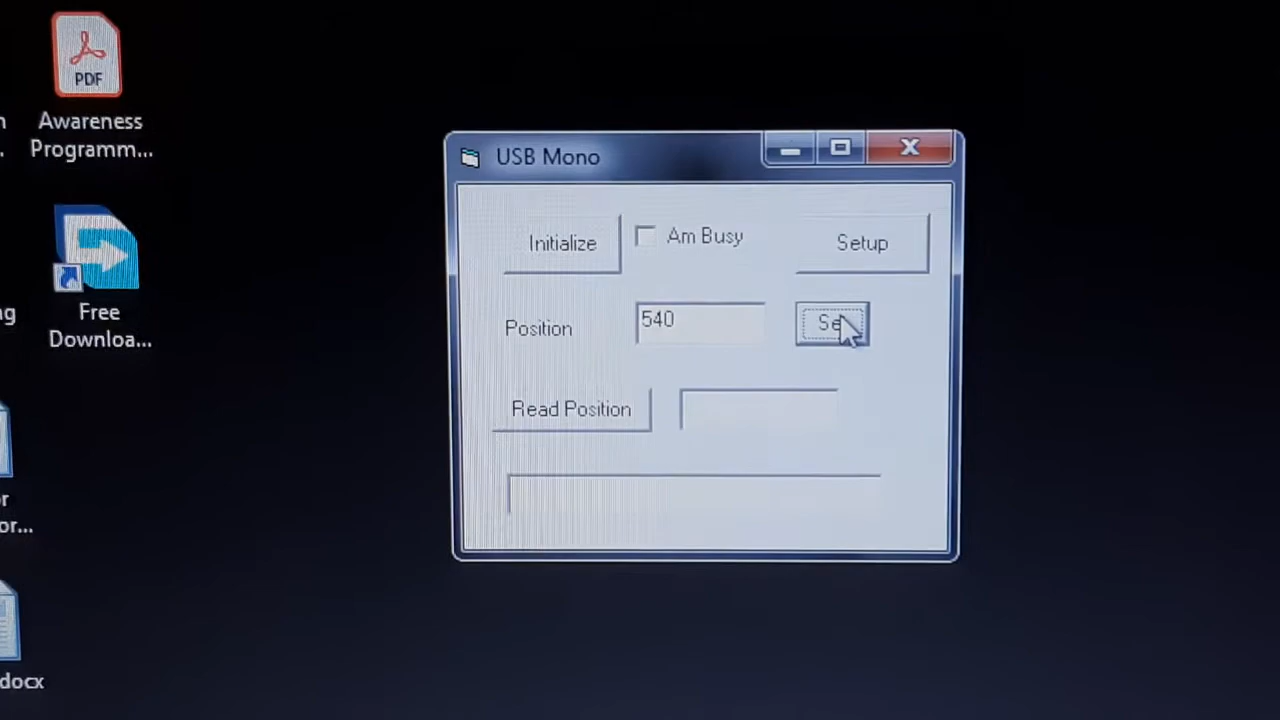 PDF
Awareness
Programm...
Free
Downloa...
docx
USB Mono
Initialize
Am Busy
Setup
Position
540
Read Position